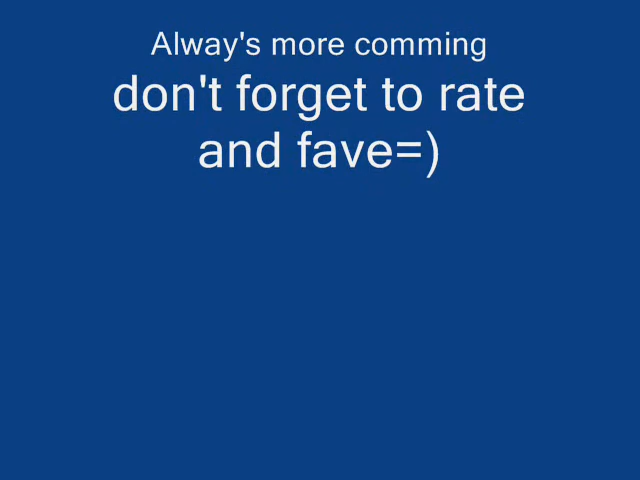 Alway's more comming
don't forget to rate
and fave=)